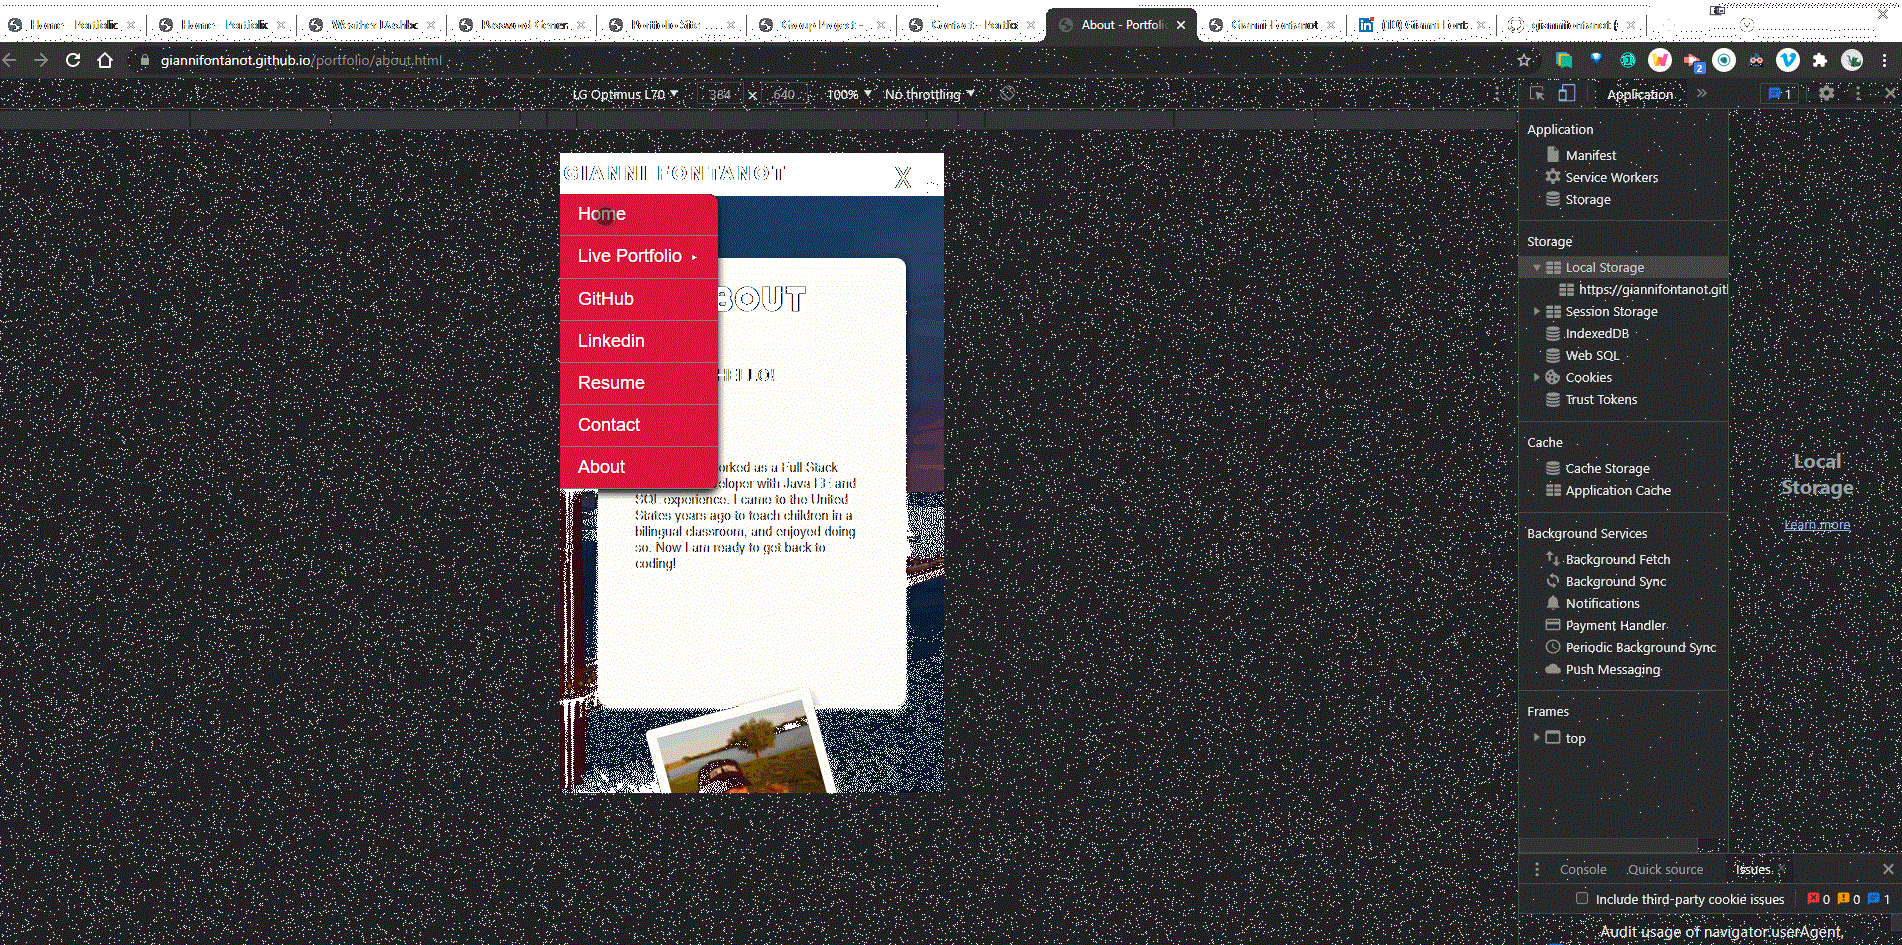 Home - Portfolio
Home - Portfolio
Weather Dashbo
Password Gener
Portfolio Site
Group Project -
Contact - Portfo
About - Portfoli
Gianni Fontanot
(10) Gianni Font
giannifontanot
giannifontanot.github.io/portfolio/about.html
2
LG Optimus L70
384 × 640
100%
No throttling
Application
1
GIANNI FONTANOT
X
Home
Live Portfolio
GitHub
Linkedin
Resume
Contact
About
BOUT
HELLO!
orked as a Full Stack
eloper with Java EE and
SQL experience. I came to the United
States years ago to teach children in a
bilingual classroom, and enjoyed doing
so. Now I am ready to get back to
coding!
Application
Manifest
Service Workers
Storage
Storage
Local Storage
https://giannifontanot.git
Session Storage
IndexedDB
Web SQL
Cookies
Trust Tokens
Cache
Cache Storage
Application Cache
Background Services
Background Fetch
Background Sync
Notifications
Payment Handler
Periodic Background Sync
Push Messaging
Frames
top
Local
Storage
Learn more
Console
Quick source
Issues
Include third-party cookie issues
0
0
1
Audit usage of navigator.userAgent,